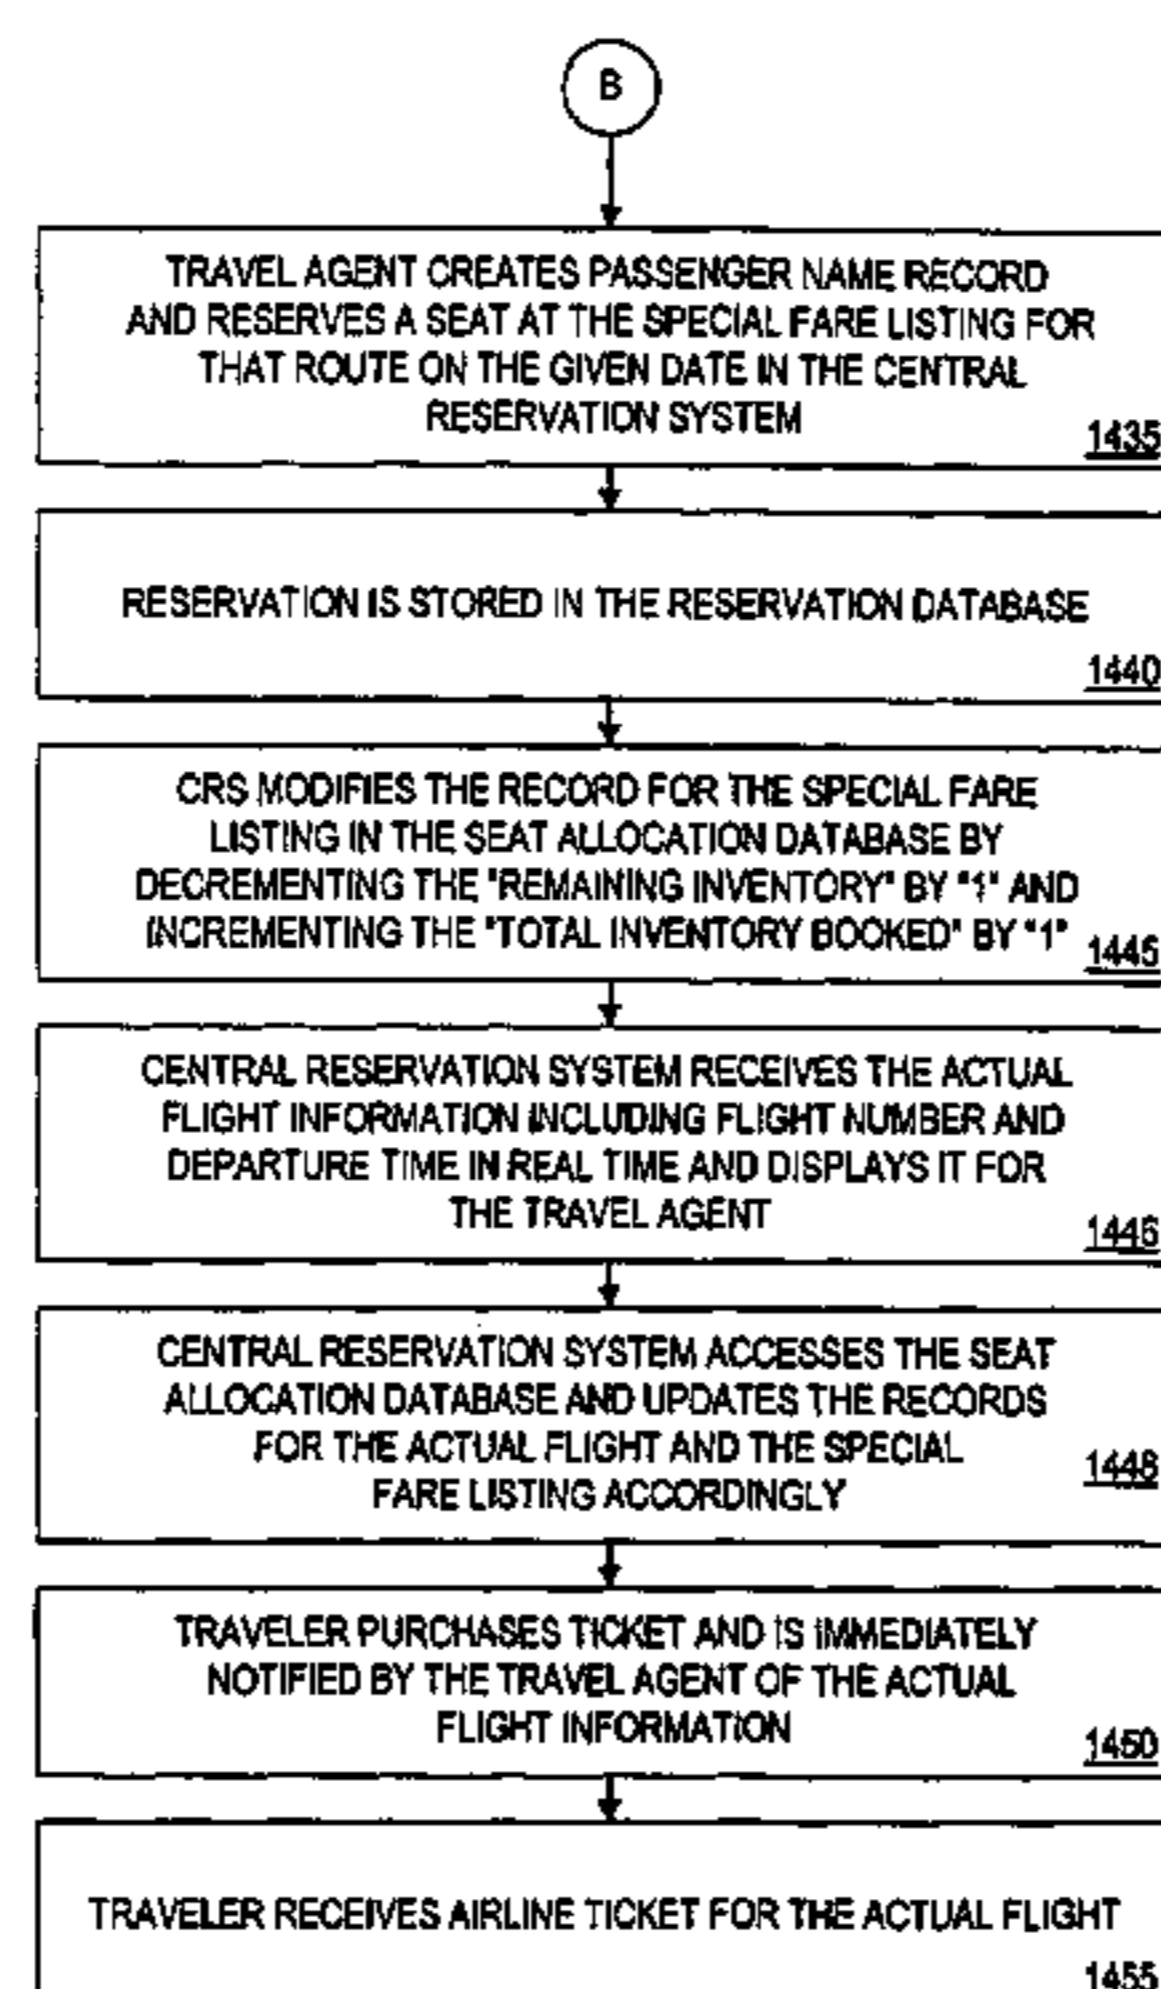 B
TRAVEL AGENT CREATES PASSENGER NAME RECORD
AND RESERVES A SEAT AT THE SPECIAL FARE LISTING FOR
THAT ROUTE ON THE GIVEN DATE IN THE CENTRAL
RESERVATION SYSTEM
1435
RESERVATION IS STORED IN THE RESERVATION DATABASE
1440
CRS MODIFIES THE RECORD FOR THE SPECIAL FARE
LISTING IN THE SEAT ALLOCATION DATABASE BY
DECREMENTING THE "REMAINING INVENTORY" BY "1" AND
INCREMENTING THE "TOTAL INVENTORY BOOKED" BY "1"
1445
CENTRAL RESERVATION SYSTEM RECEIVES THE ACTUAL
FLIGHT INFORMATION INCLUDING FLIGHT NUMBER AND
DEPARTURE TIME IN REAL TIME AND DISPLAYS IT FOR
THE TRAVEL AGENT
1446
CENTRAL RESERVATION SYSTEM ACCESSES THE SEAT
ALLOCATION DATABASE AND UPDATES THE RECORDS
FOR THE ACTUAL FLIGHT AND THE SPECIAL
FARE LISTING ACCORDINGLY
1448
TRAVELER PURCHASES TICKET AND IS IMMEDIATELY
NOTIFIED BY THE TRAVEL AGENT OF THE ACTUAL
FLIGHT INFORMATION
1450
TRAVELER RECEIVES AIRLINE TICKET FOR THE ACTUAL FLIGHT
1455